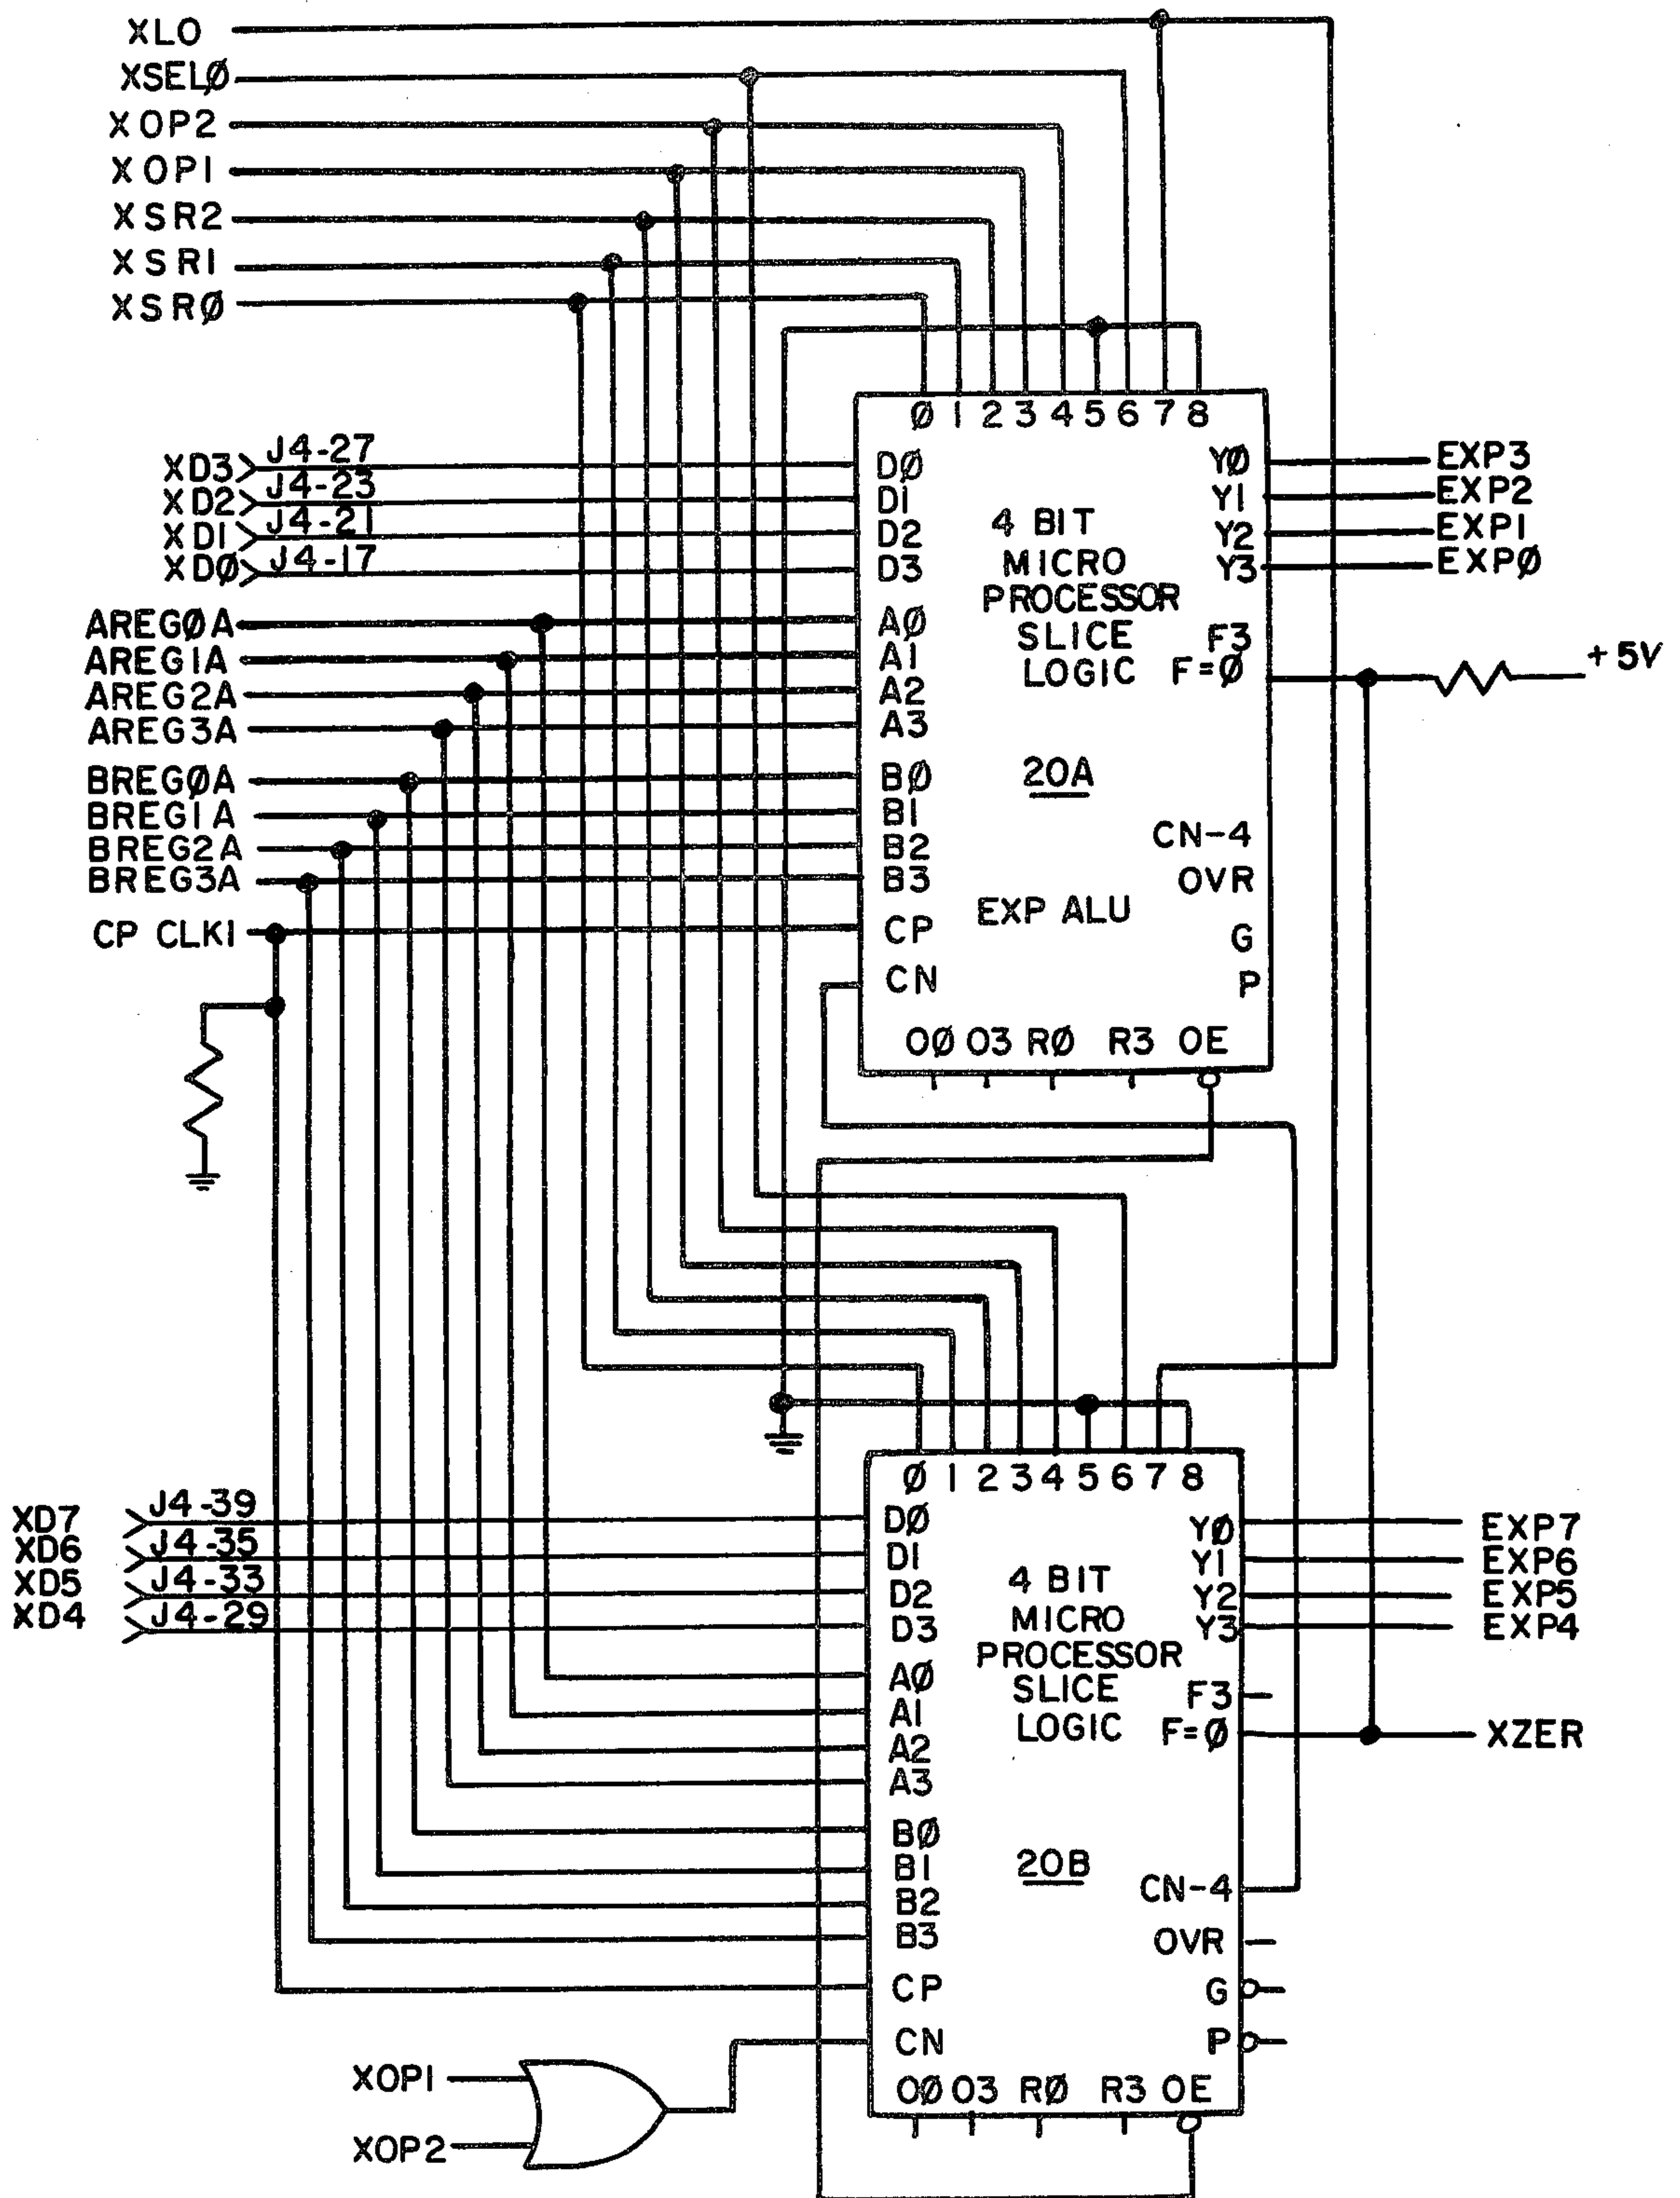 XLO
XSELØ
XOP2
XOP1
XSR2
XSR1
XSRØ
Ø 1 2 3 4 5 6 7 8
XD3 J4-27 DØ YØ EXP3
XD2 J4-23 D1 Y1 EXP2
XD1 J4-21 D2 Y2 EXP1
XDØ J4-17 D3 Y3 EXPØ
4 BIT
MICRO
PROCESSOR
SLICE
LOGIC
AREGØA AØ
AREG1A A1
AREG2A A2
AREG3A A3
F3
F=Ø
+5V
BREGØA BØ
BREG1A B1
BREG2A B2
BREG3A B3
20A
CN-4
OVR
EXP ALU
CP CLK1 CP
G
CN
P
OØ O3 RØ R3 OE
Ø 1 2 3 4 5 6 7 8
XD7 J4-39 DØ YØ EXP7
XD6 J4-35 D1 Y1 EXP6
XD5 J4-33 D2 Y2 EXP5
XD4 J4-29 D3 Y3 EXP4
4 BIT
MICRO
PROCESSOR
SLICE
LOGIC
AØ
A1
A2
A3
F3
F=Ø XZER
BØ
B1
B2
B3
20B
CN-4
OVR
CP
G
CN
P
XOP1
XOP2
OØ O3 RØ R3 OE